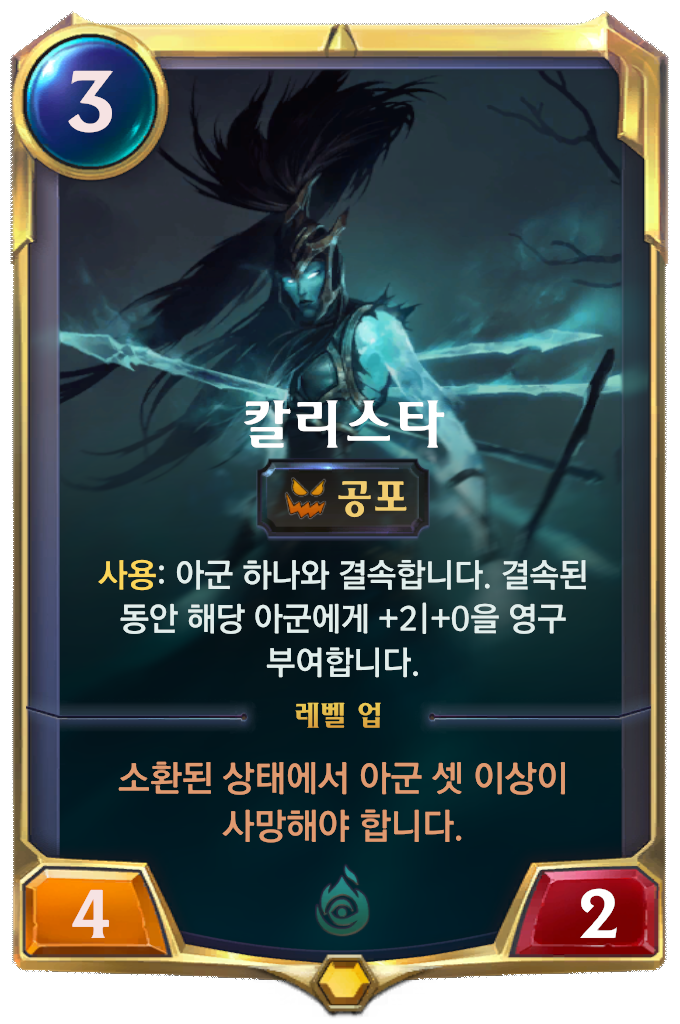 3
칼리스타
공포
사용: 아군 하나와 결속합니다. 결속된
동안 해당 아군에게 +2|+0을 영구
부여합니다.
레벨 업
소환된 상태에서 아군 셋 이상이
사망해야 합니다.
4
2